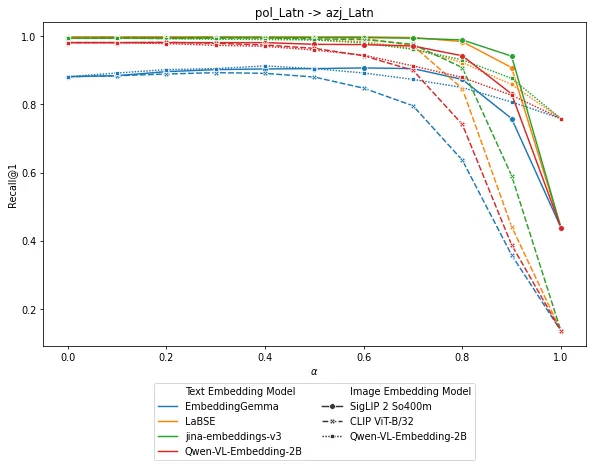 pol_Latn -> azj_Latn
Recall@1
1.0
0.8
0.6
0.4
0.2
0.0 0.2 0.4 0.6 0.8 1.0
α
Text Embedding Model Image Embedding Model
EmbeddingGemma SigLIP 2 So400m
LaBSE CLIP ViT-B/32
jina-embeddings-v3 Qwen-VL-Embedding-2B
Qwen-VL-Embedding-2B